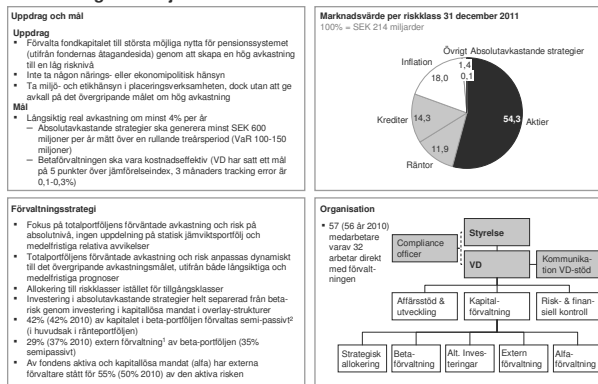 Uppdrag och mål
Uppdrag
▪ Förvalta fondkapitalet till största möjliga nytta för pensionssystemet
(utifrån fondernas åtagandesida) genom att skapa en hög avkastning
till en låg risknivå
▪ Inte ta någon närings- eller ekonomipolitisk hänsyn
▪ Ta miljö- och etikhänsyn i placeringsverksamheten, dock utan att ge
avkall på det övergripande målet om hög avkastning
Mål
▪ Långsiktig real avkastning om minst 4% per år
– Absolutavkastande strategier ska generera minst SEK 600
miljoner per år mätt över en rullande treårsperiod (VaR 100-150
miljoner)
– Betaförvaltningen ska vara kostnadseffektiv (VD har satt ett mål
på 5 punkter över jämförelseindex, 3 månaders tracking error är
0,1-0,3%)
Marknadsvärde per riskklass 31 december 2011
100% = SEK 214 miljarder
Övrigt Absolutavkastande strategier
Inflation
1,4
0,1
18,0
Krediter
14,3
54,3
Aktier
11,9
Räntor
Förvaltningsstrategi
▪ Fokus på totalportföljens förväntade avkastning och risk på
absolutnivå, ingen uppdelning på statisk jämviktsportfölj och
medelfristiga relativa avvikelser
▪ Totalportföljens förväntade avkastning och risk anpassas dynamiskt
till det övergripande avkastningsmålet, utifrån både långsiktiga och
medelfristiga prognoser
▪ Allokering till riskklasser istället för tillgångsklasser
▪ Investering i absolutavkastande strategier helt separerad från beta-
risk genom investering i kapitallösa mandat i overlay-strukturer
▪ 42% (42% 2010) av kapitalet i beta-portföljen förvaltas semi-passivt²
(i huvudsak i ränteportföljen)
▪ 29% (37% 2010) extern förvaltning¹ av beta-portföljen (35%
semipassivt)
▪ Av fondens aktiva och kapitallösa mandat (alfa) har externa
förvaltare stått för 55% (50% 2010) av den aktiva risken
Organisation
▪ 57 (56 år 2010)
medarbetare
varav 32
arbetar direkt
med förvalt-
ningen
Compliance
officer
Styrelse
VD
Kommunika-
tion VD-stöd
Affärsstöd &
utveckling
Kapital-
förvaltning
Risk- & finan-
siell kontroll
Strategisk
allokering
Beta-
förvaltning
Alt. Inves-
teringar
Extern
förvaltning
Alfa-
förvaltning